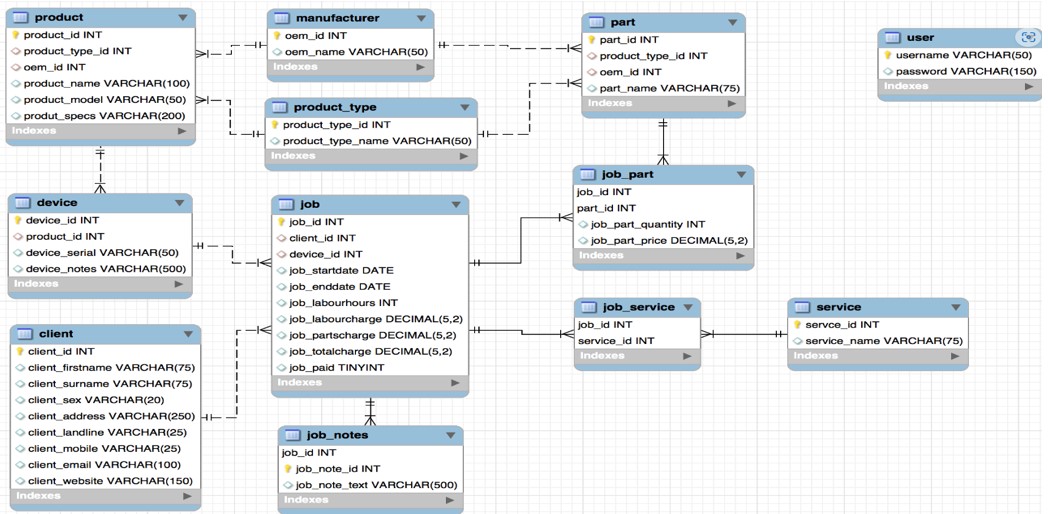 product
product_id INT
product_type_id INT
oem_id INT
product_name VARCHAR(100)
product_model VARCHAR(50)
produt_specs VARCHAR(200)
Indexes
manufacturer
oem_id INT
oem_name VARCHAR(50)
Indexes
product_type
product_type_id INT
product_type_name VARCHAR(50)
Indexes
part
part_id INT
product_type_id INT
oem_id INT
part_name VARCHAR(75)
Indexes
user
username VARCHAR(50)
password VARCHAR(150)
Indexes
device
device_id INT
product_id INT
device_serial VARCHAR(50)
device_notes VARCHAR(500)
Indexes
job
job_id INT
client_id INT
device_id INT
job_startdate DATE
job_enddate DATE
job_labourhours INT
job_labourcharge DECIMAL(5,2)
job_partscharge DECIMAL(5,2)
job_totalcharge DECIMAL(5,2)
job_paid TINYINT
Indexes
job_part
job_id INT
part_id INT
job_part_quantity INT
job_part_price DECIMAL(5,2)
Indexes
job_service
job_id INT
service_id INT
Indexes
service
servce_id INT
service_name VARCHAR(75)
Indexes
client
client_id INT
client_firstname VARCHAR(75)
client_surname VARCHAR(75)
client_sex VARCHAR(20)
client_address VARCHAR(250)
client_landline VARCHAR(25)
client_mobile VARCHAR(25)
client_email VARCHAR(100)
client_website VARCHAR(150)
Indexes
job_notes
job_id INT
job_note_id INT
job_note_text VARCHAR(500)
Indexes